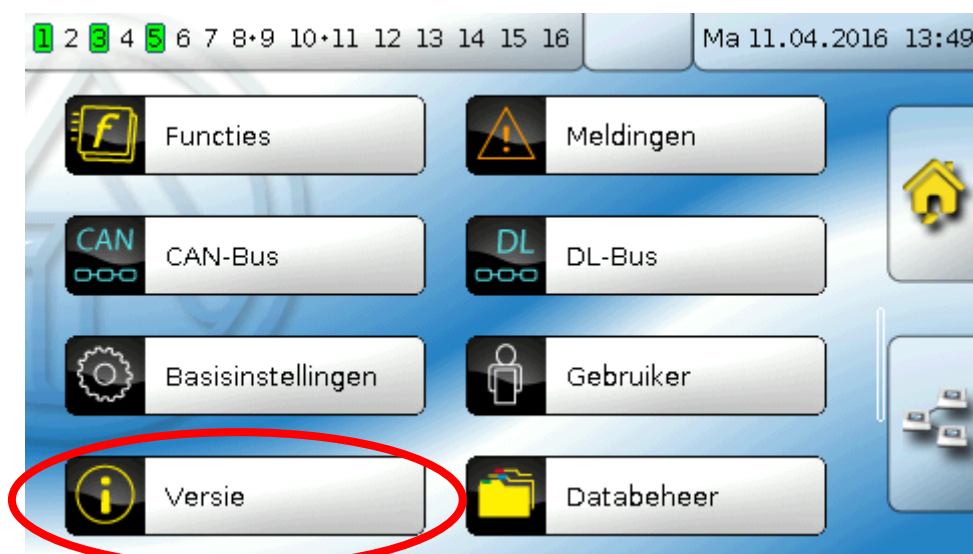 1 2 3 4 5 6 7 8•9 10•11 12 13 14 15 16 Ma 11.04.2016 13:49
f Functies Meldingen
CAN CAN-Bus DL DL-Bus
Basisinstellingen Gebruiker
i Versie Databeheer